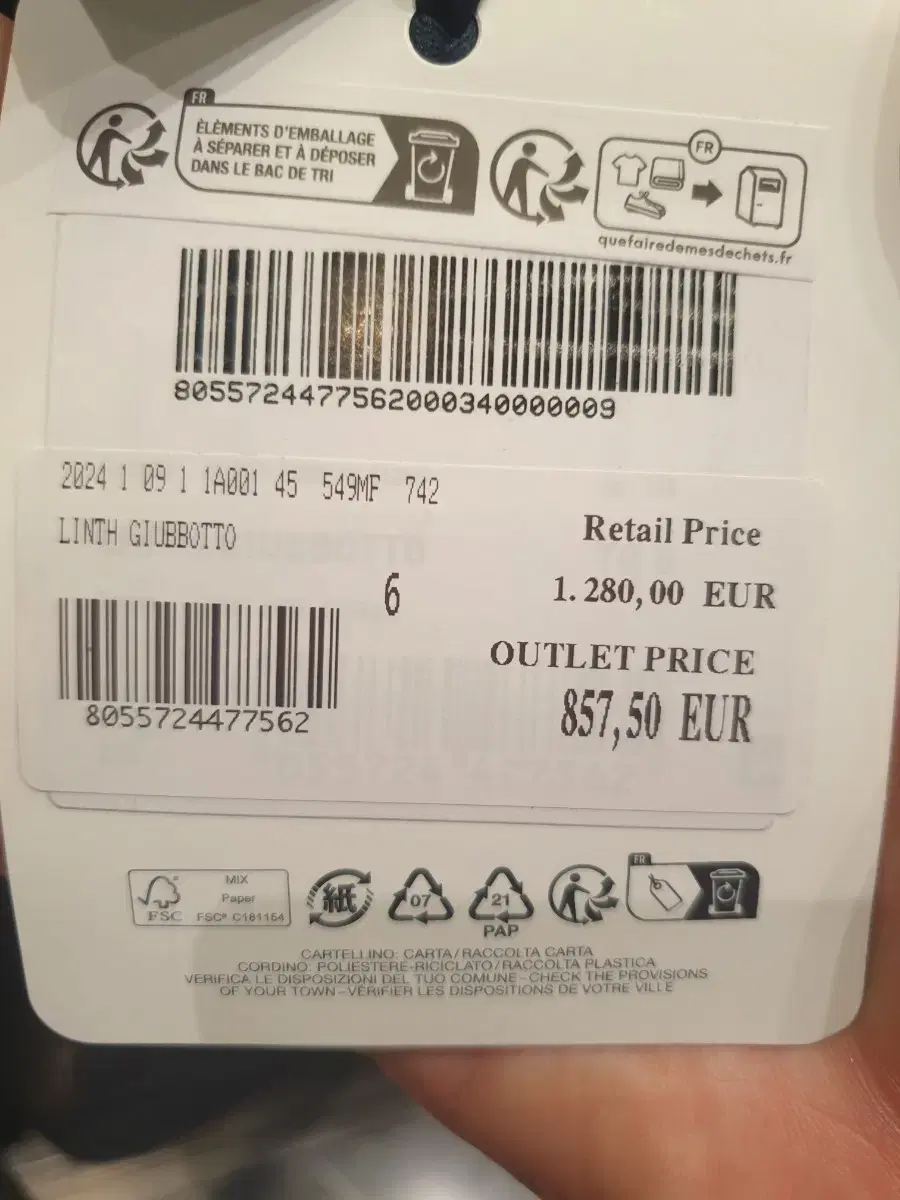 FR
ÉLÉMENTS D'EMBALLAGE
À SÉPARER ET À DÉPOSER
DANS LE BAC DE TRI
FR
quefairedemesdechets.fr
8055724477562000340000009
2024 1 09 1 1A001 45 549MF 742
LINTH GIUBBOTTO
Retail Price
6
1.280,00 EUR
OUTLET PRICE
857,50 EUR
8055724477562
MIX
Paper
FSC
FSC® C181154
紙
07
21
PAP
FR
CARTELLINO: CARTA/RACCOLTA CARTA
CORDINO: POLIESTERE-RICICLATO/RACCOLTA PLASTICA
VERIFICA LE DISPOSIZIONI DEL TUO COMUNE-CHECK THE PROVISIONS
OF YOUR TOWN-VÉRIFIER LES DISPOSITIONS DE VOTRE VILLE